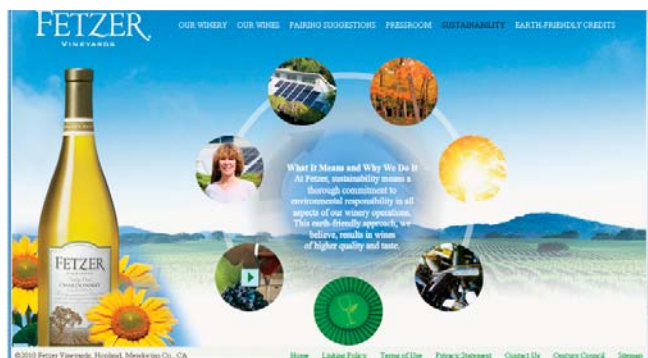 FETZER
VINEYARDS
OUR WINERY OUR WINES PAIRING SUGGESTIONS PRESSROOM SUSTAINABILITY EARTH-FRIENDLY CREDITS
What It Means and Why We Do It
At Fetzer, sustainability means a
thorough commitment to
environmental responsibility in all
aspects of our winery operations.
This earth-friendly approach, we
believe, results in wines
of higher quality and taste.
FETZER
CHARDONNAY
©2010 Fetzer Vineyards, Hopland, Mendocino Co., CA
Home Linking Policy Terms of Use Privacy Statement Contact Us Century Council Sitemap